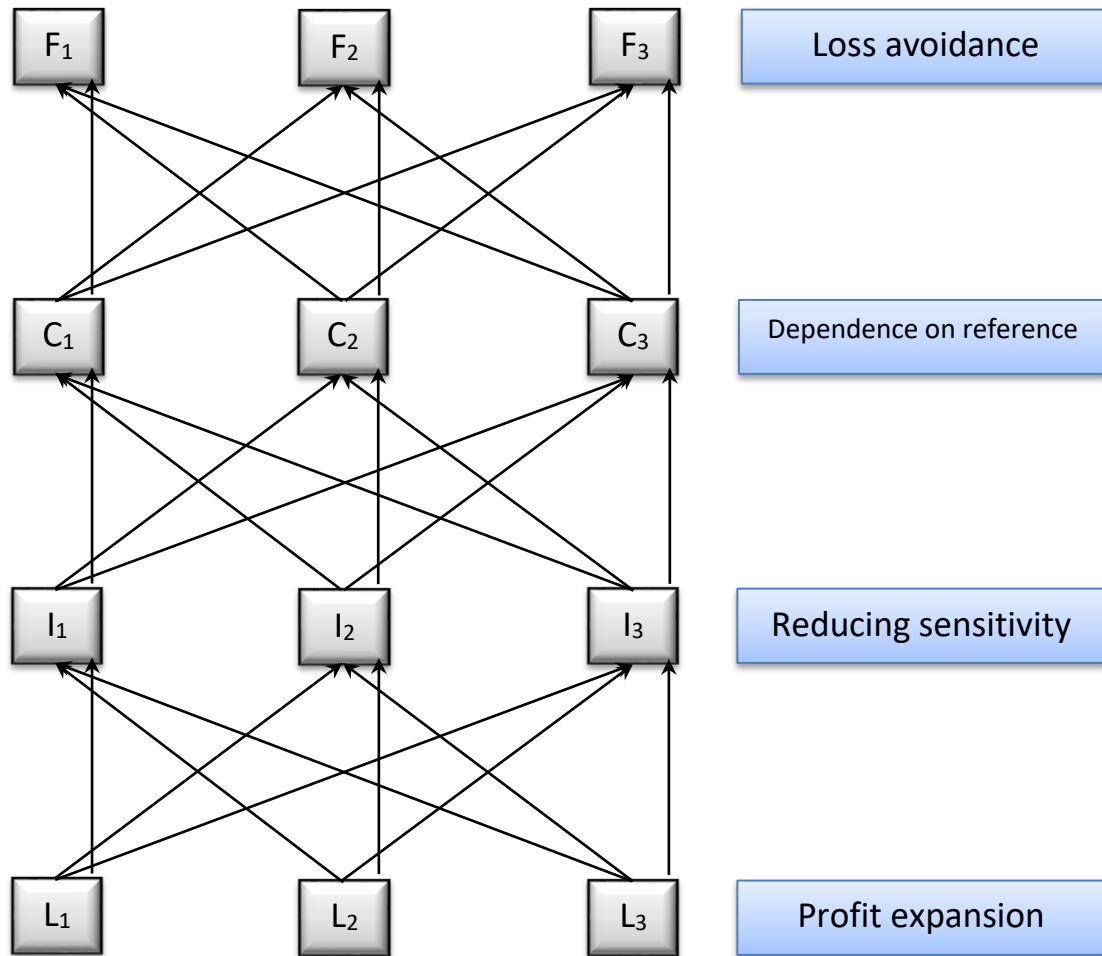 F₁ F₂ F₃ Loss avoidance
C₁ C₂ C₃ Dependence on reference
I₁ I₂ I₃ Reducing sensitivity
L₁ L₂ L₃ Profit expansion